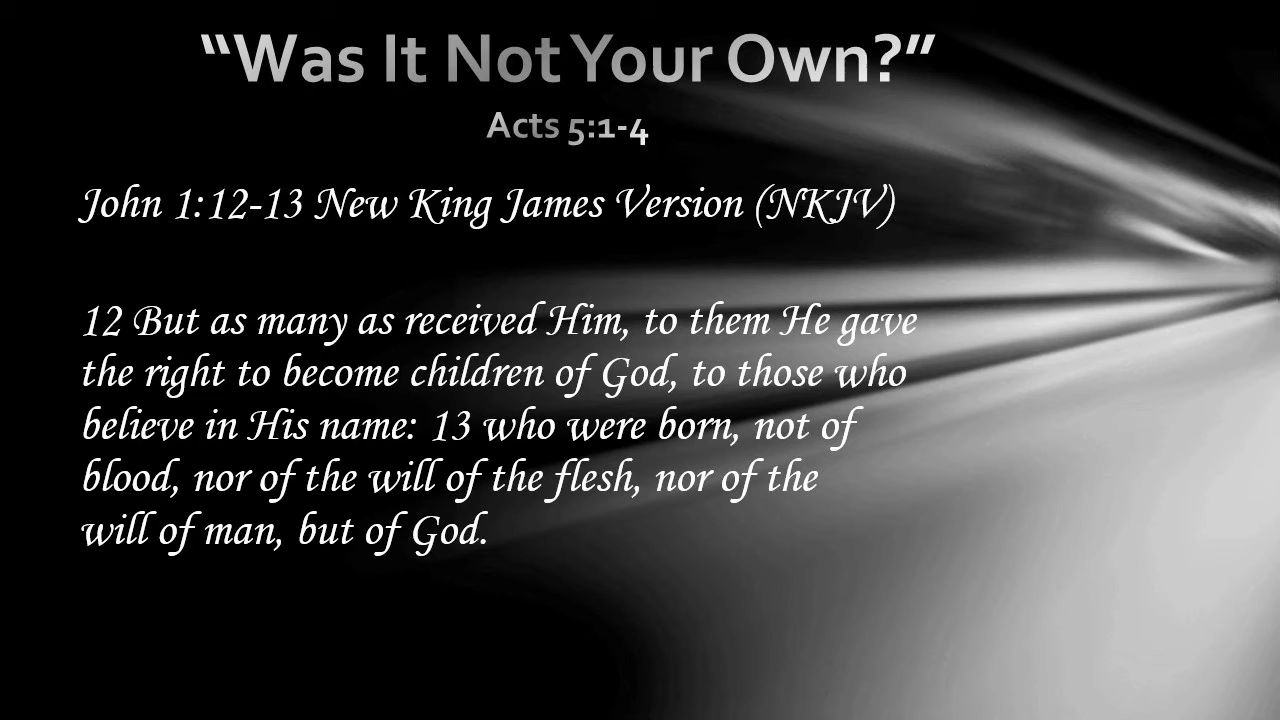 “Was It Not Your Own?”
Acts 5:1-4
John 1:12-13 New King James Version (NKJV)
12 But as many as received Him, to them He gave
the right to become children of God, to those who
believe in His name: 13 who were born, not of
blood, nor of the will of the flesh, nor of the
will of man, but of God.